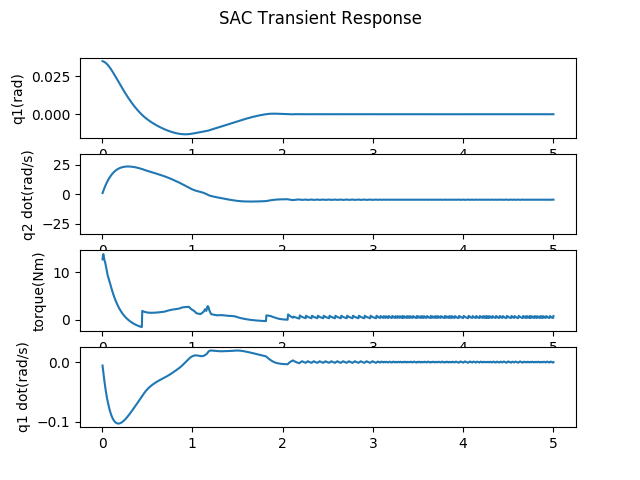 SAC Transient Response
q1(rad)
0.025
0.000
0 1 2 3 4 5
q2 dot(rad/s)
25
0
−25
0 1 2 3 4 5
torque(Nm)
10
0
0 1 2 3 4 5
q1 dot(rad/s)
0.0
−0.1
0 1 2 3 4 5